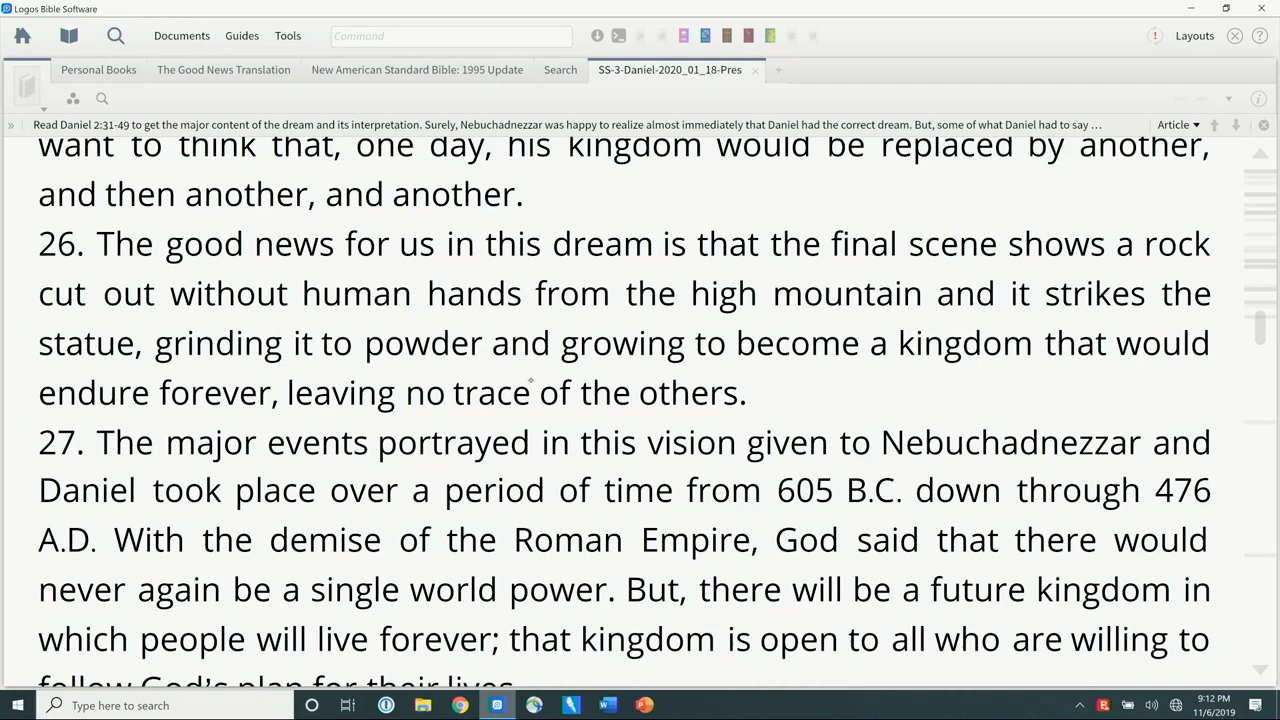 Logos Bible Software
Documents Guides Tools Command Layouts
Personal Books The Good News Translation New American Standard Bible: 1995 Update Search SS-3-Daniel-2020_01_18-Pres
Read Daniel 2:31-49 to get the major content of the dream and its interpretation. Surely, Nebuchadnezzar was happy to realize almost immediately that Daniel had the correct dream. But, some of what Daniel had to say … Article
want to think that, one day, his kingdom would be replaced by another,
and then another, and another.
26. The good news for us in this dream is that the final scene shows a rock
cut out without human hands from the high mountain and it strikes the
statue, grinding it to powder and growing to become a kingdom that would
endure forever, leaving no trace of the others.
27. The major events portrayed in this vision given to Nebuchadnezzar and
Daniel took place over a period of time from 605 B.C. down through 476
A.D. With the demise of the Roman Empire, God said that there would
never again be a single world power. But, there will be a future kingdom in
which people will live forever; that kingdom is open to all who are willing to
follow God's plan for their lives.
Type here to search
9:12 PM
11/6/2019